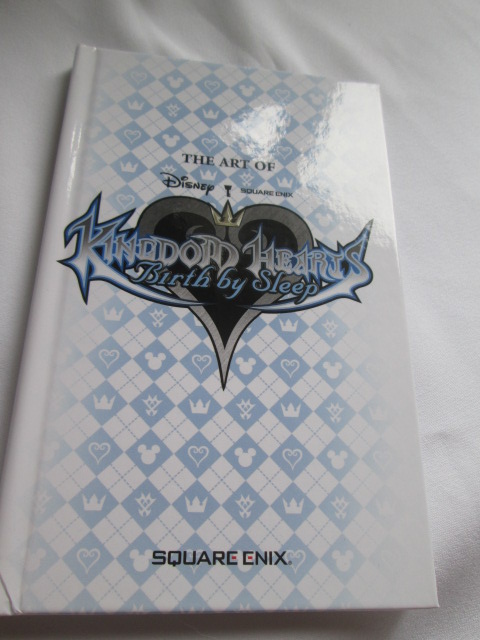 THE ART OF
Disney SQUARE ENIX
KINGDOM HEARTS
Birth by Sleep
SQUARE ENIX®